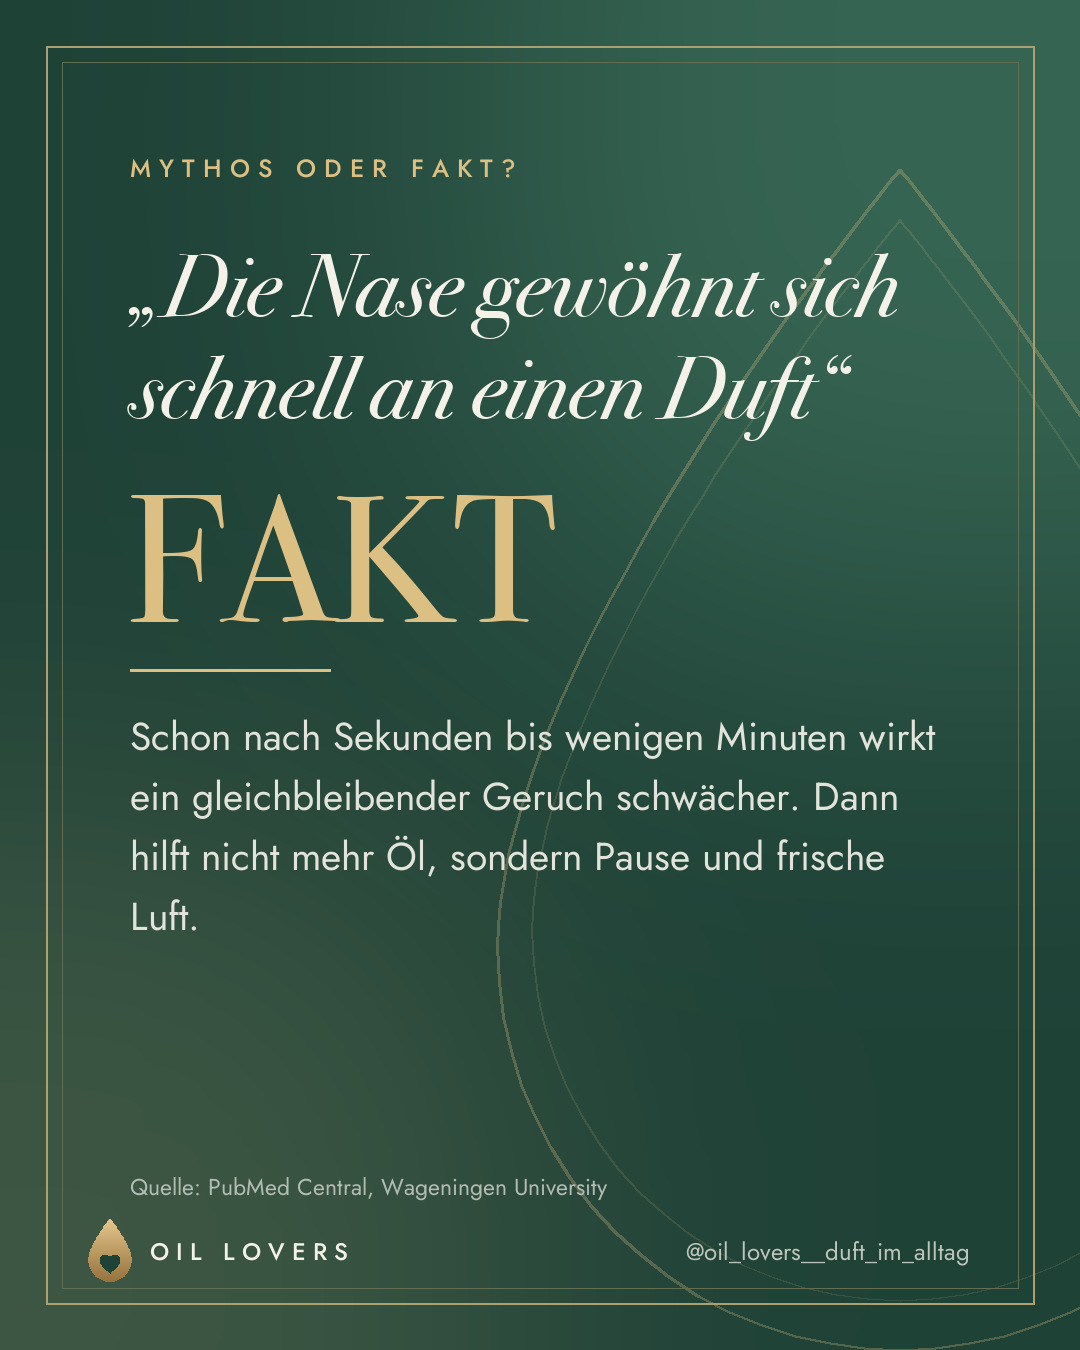 MYTHOS ODER FAKT?
„Die Nase gewöhnt sich
schnell an einen Duft“
FAKT
Schon nach Sekunden bis wenigen Minuten wirkt
ein gleichbleibender Geruch schwächer. Dann
hilft nicht mehr Öl, sondern Pause und frische
Luft.
Quelle: PubMed Central, Wageningen University
OIL LOVERS
@oil_lovers__duft_im_alltag